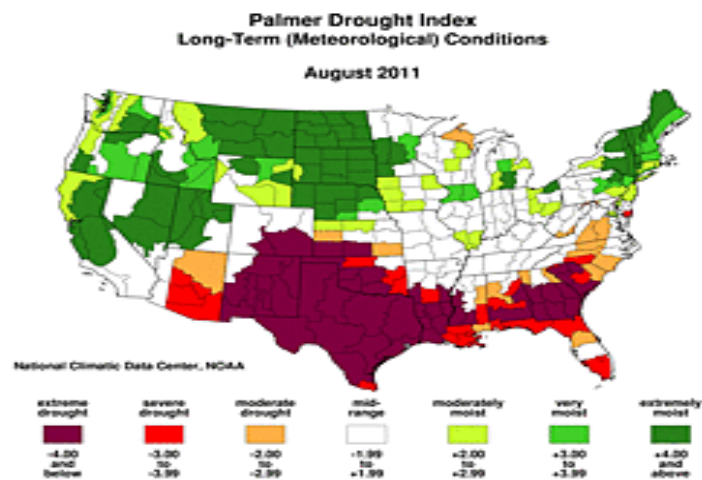 Palmer Drought Index
Long-Term (Meteorological) Conditions
August 2011
National Climatic Data Center, NOAA
extreme drought
severe drought
moderate drought
mid-range
moderately moist
very moist
extremely moist
-4.00 and below
-3.00 to -3.99
-2.00 to -2.99
-1.99 to +1.99
+2.00 to +2.99
+3.00 to +3.99
+4.00 and above